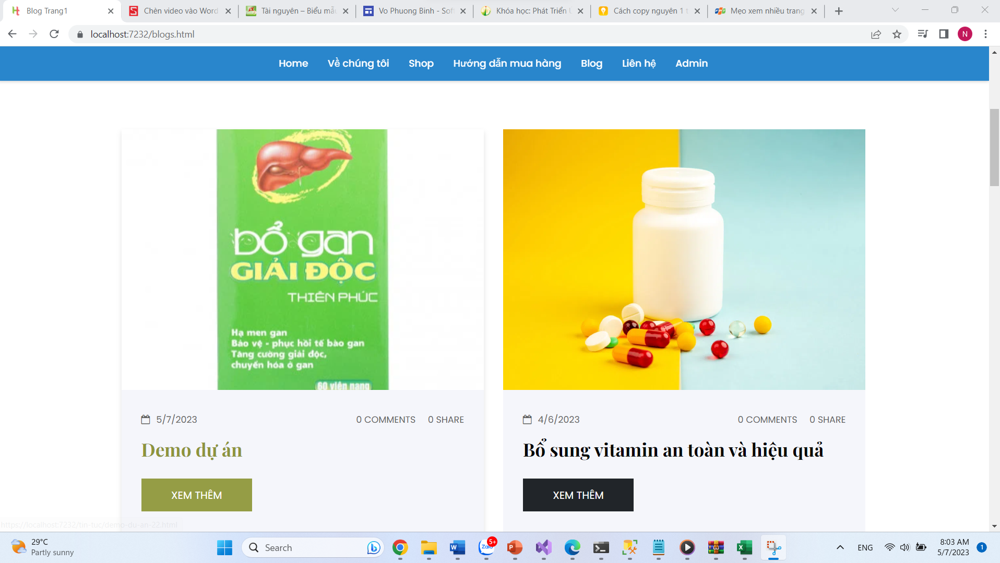 Blog Trang1
Chèn video vào Word
Tài nguyên – Biểu mẫu
Vo Phuong Binh - Soft
Khóa học: Phát Triển
Cách copy nguyên 1 t
Mẹo xem nhiều trang
localhost:7232/blogs.html
N
Home Về chúng tôi Shop Hướng dẫn mua hàng Blog Liên hệ Admin
bổ gan
GIẢI ĐỘC
THIÊN PHÚC
Hạ men gan
Bảo vệ - phục hồi tế bào gan
Tăng cường giải độc,
chuyển hóa ở gan
60 viên nang
5/7/2023 0 COMMENTS 0 SHARE
Demo dự án
XEM THÊM
4/6/2023 0 COMMENTS 0 SHARE
Bổ sung vitamin an toàn và hiệu quả
XEM THÊM
https://localhost:7232/tin-tuc/demo-du-an-22.html
29°C
Partly sunny
Search
Zalo
5+
ENG
8:03 AM
5/7/2023
1